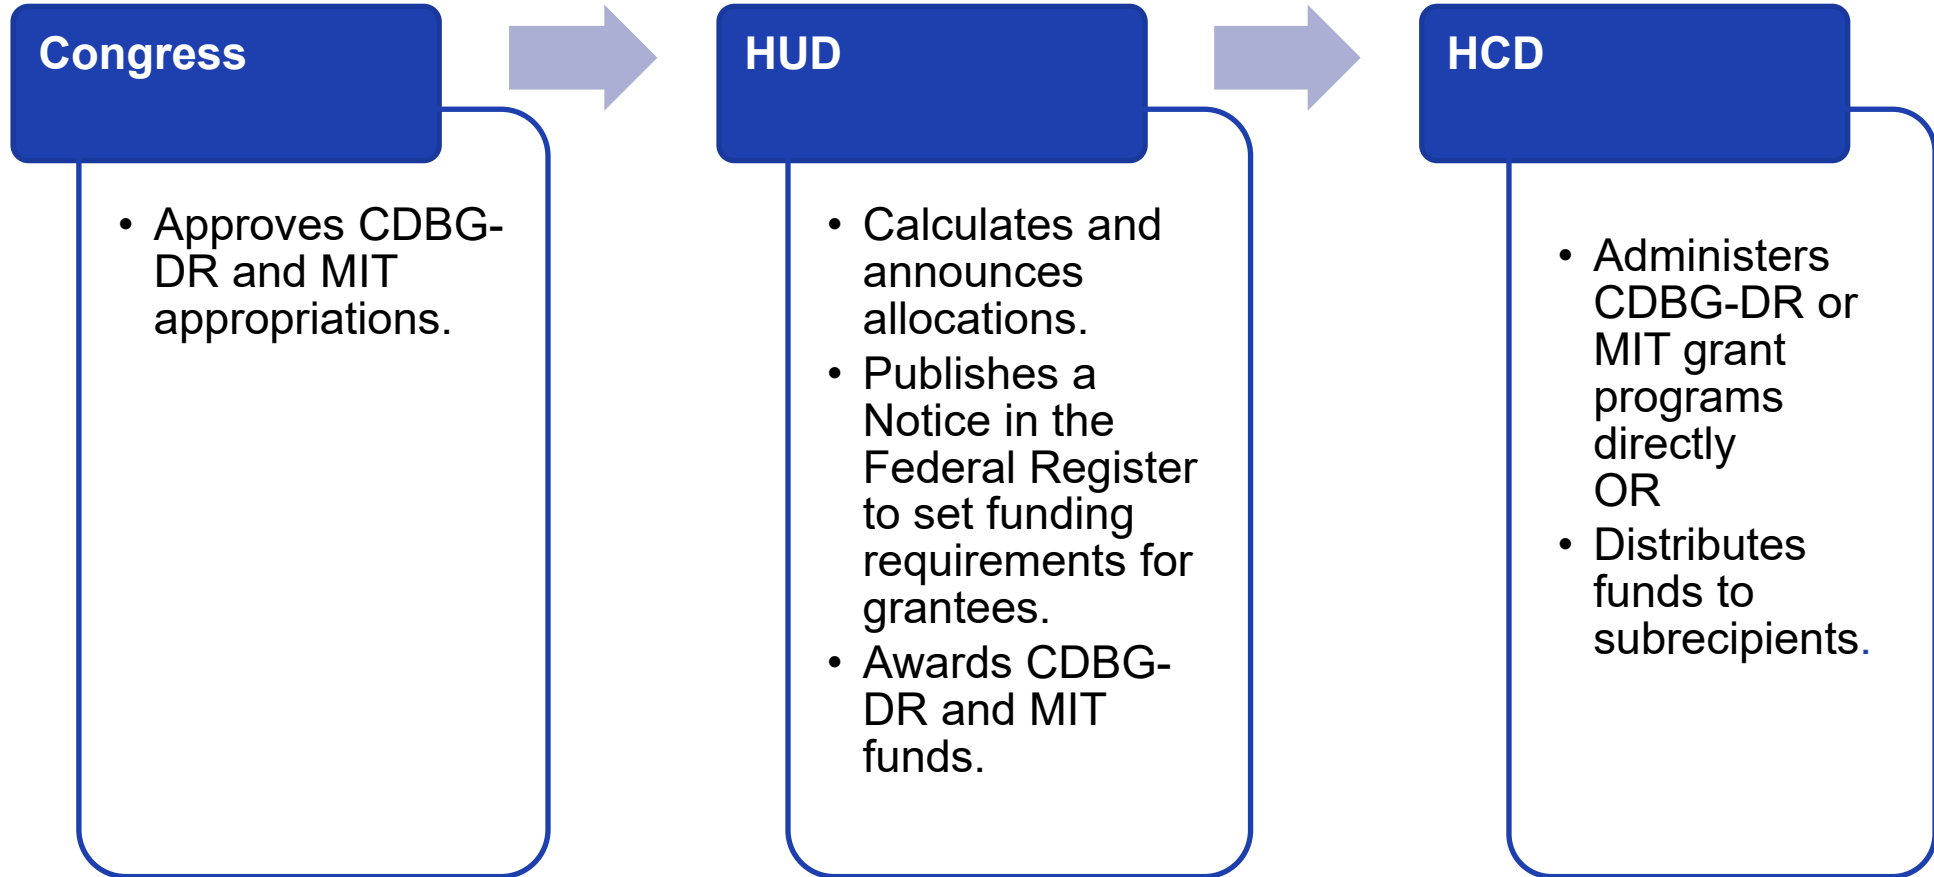 Congress
• Approves CDBG-
DR and MIT
appropriations.
HUD
• Calculates and
announces
allocations.
• Publishes a
Notice in the
Federal Register
to set funding
requirements for
grantees.
• Awards CDBG-
DR and MIT
funds.
HCD
• Administers
CDBG-DR or
MIT grant
programs
directly
OR
• Distributes
funds to
subrecipients.